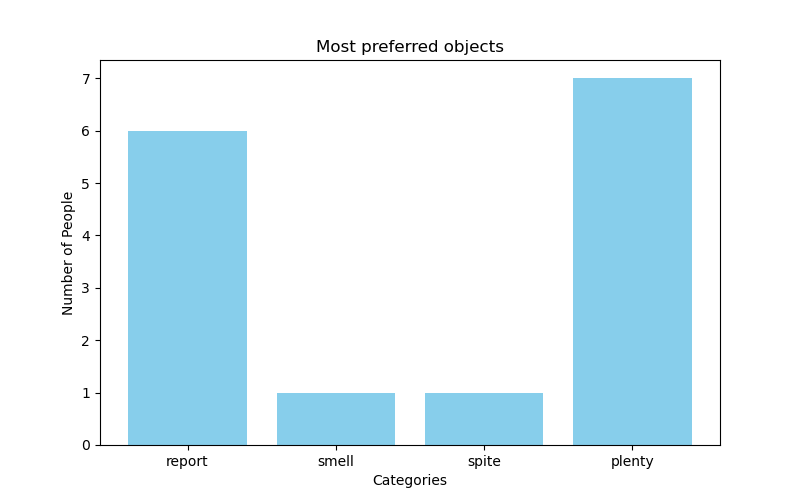 Most preferred objects
Number of People
7
6
5
4
3
2
1
0
report smell spite plenty
Categories